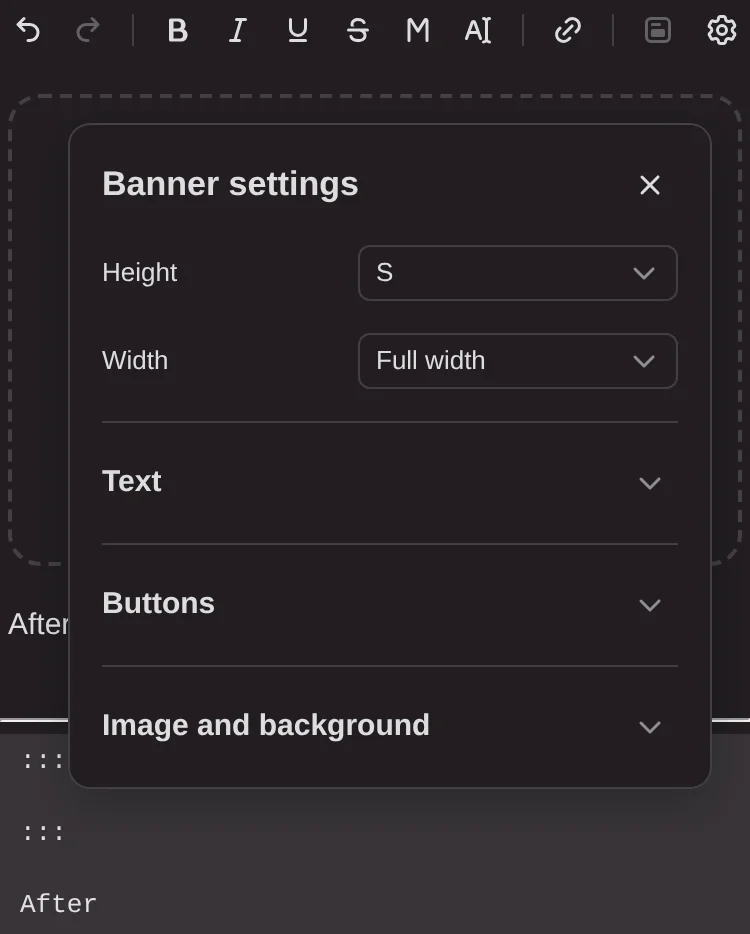 Banner settings
Height S
Width Full width
Text
Buttons
After
Image and background
:::
:::
After